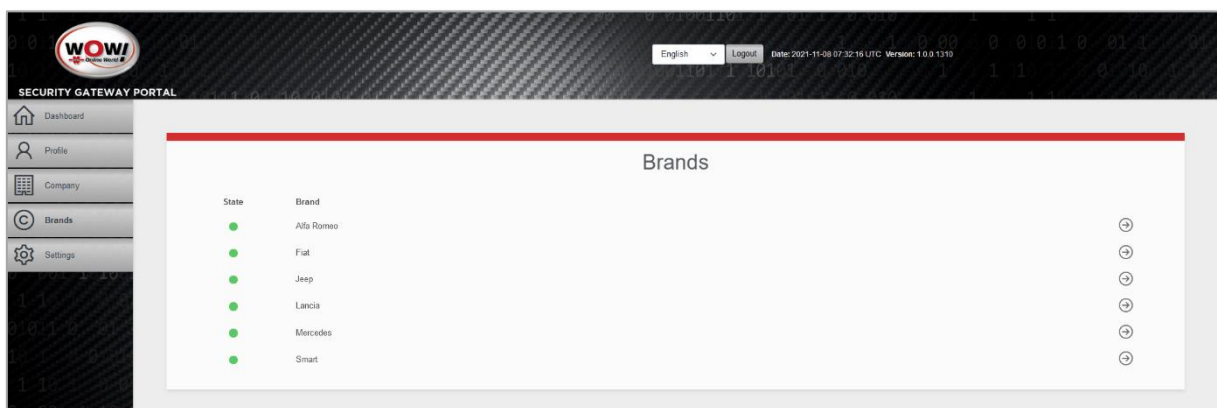 WOW!
Online World
SECURITY GATEWAY PORTAL
English
Logout
Date: 2021-11-08 07:32:16 UTC Version: 1.0.0.1310
Dashboard
Profile
Company
Brands
Settings
Brands
State Brand
Alfa Romeo
Fiat
Jeep
Lancia
Mercedes
Smart